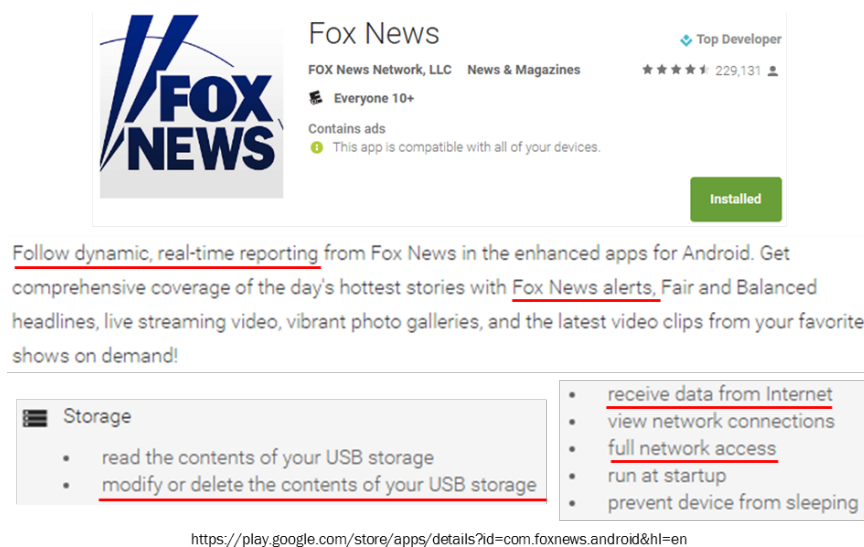 FOX
NEWS
Fox News
Top Developer
FOX News Network, LLC News & Magazines
229,131
Everyone 10+
Contains ads
This app is compatible with all of your devices.
Installed
Follow dynamic, real-time reporting from Fox News in the enhanced apps for Android. Get
comprehensive coverage of the day's hottest stories with Fox News alerts, Fair and Balanced
headlines, live streaming video, vibrant photo galleries, and the latest video clips from your favorite
shows on demand!
Storage
• read the contents of your USB storage
• modify or delete the contents of your USB storage
• receive data from Internet
• view network connections
• full network access
• run at startup
• prevent device from sleeping
https://play.google.com/store/apps/details?id=com.foxnews.android&hl=en